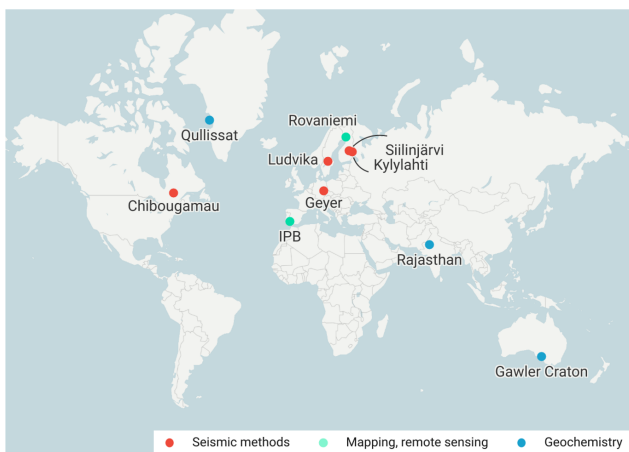 Rovaniemi
Qullissat
Siilinjärvi
Ludvika
Kylylahti
Chibougamau
Geyer
IPB
Rajasthan
Gawler Craton
Seismic methods
Mapping, remote sensing
Geochemistry